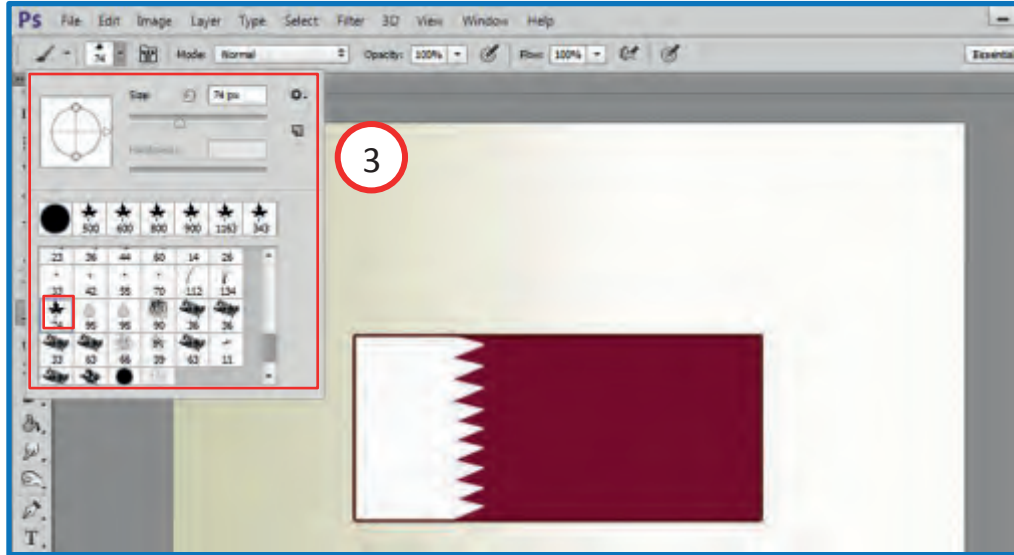 Ps File Edit Image Layer Type Select Filter 3D View Window Help
74 Mode: Normal Opacity: 100% Flow: 100% Essential
Size: 74 px
Hardness:
3
500 600 800 900 1263 343
23 36 44 60 14 26
33 42 55 70 112 134
74 95 95 90 36 36
33 63 66 39 63 11
T